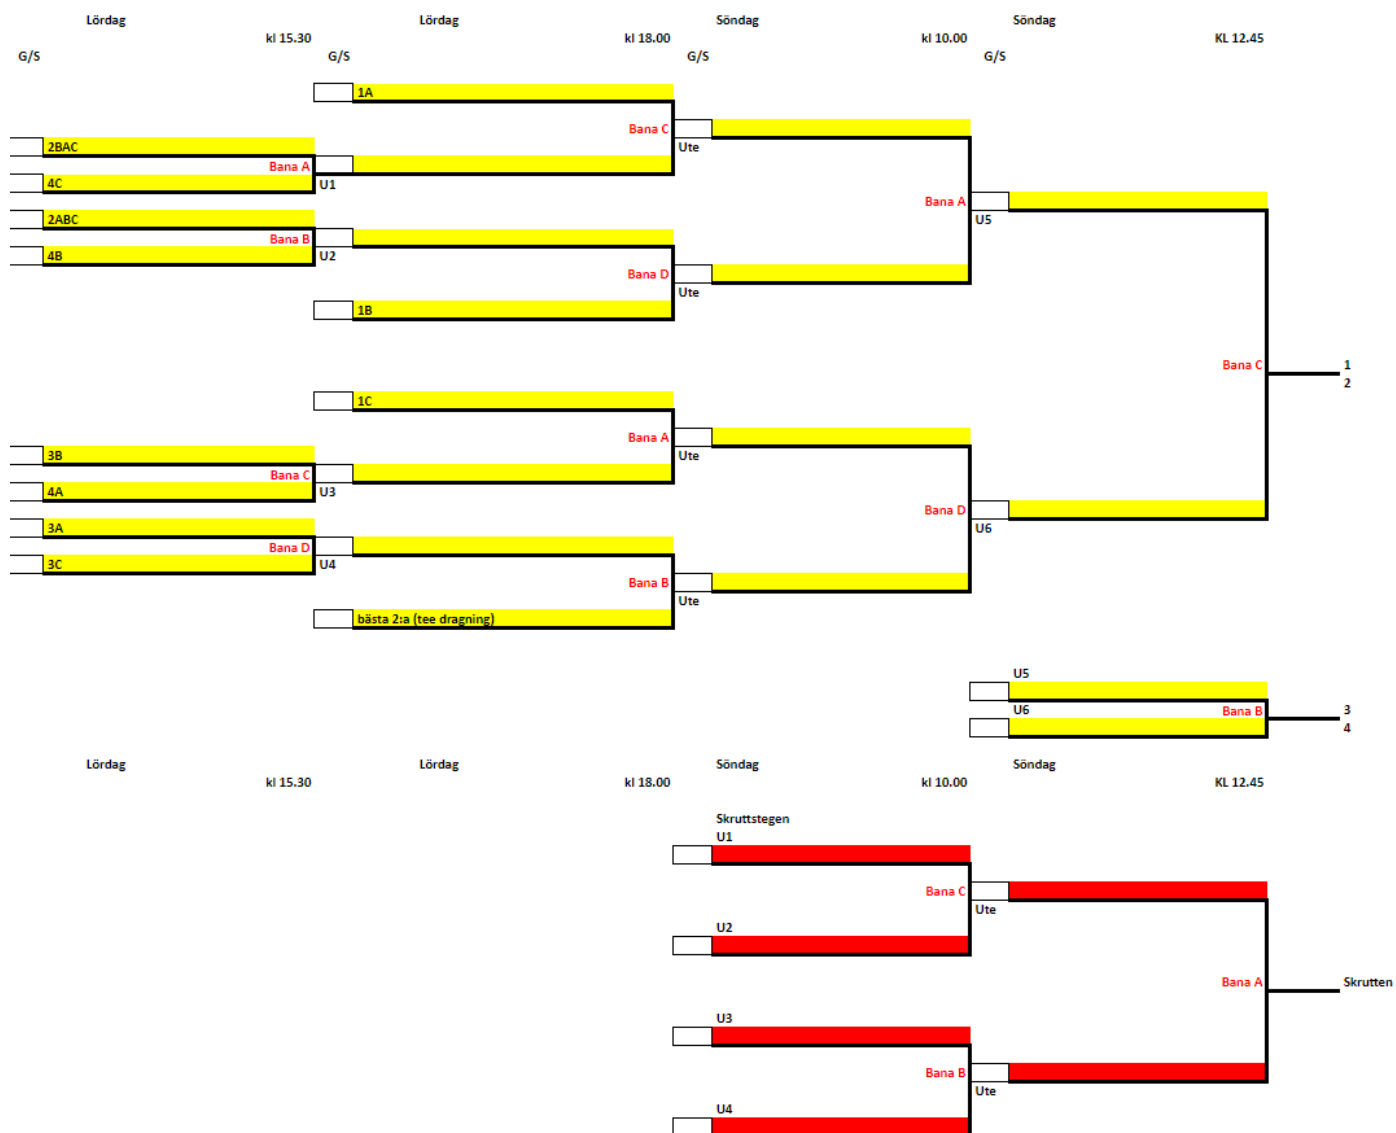 Lördag Lördag Söndag Söndag
kl 15.30 kl 18.00 kl 10.00 KL 12.45
G/S G/S G/S G/S
1A
Bana C
2BAC Ute
Bana A
4C U1
Bana A
2ABC U5
Bana B
4B U2
Bana D
Ute
1B
Bana C 1
2
1C
Bana A
3B Ute
Bana C
4A U3
Bana D
3A U6
Bana D
3C U4
Bana B
Ute
bästa 2:a (tee dragning)
U5
U6 Bana B 3
4
Lördag Lördag Söndag Söndag
kl 15.30 kl 18.00 kl 10.00 KL 12.45
Skruttstegen
U1
Bana C
Ute
U2
Bana A Skrutten
U3
Bana B
Ute
U4